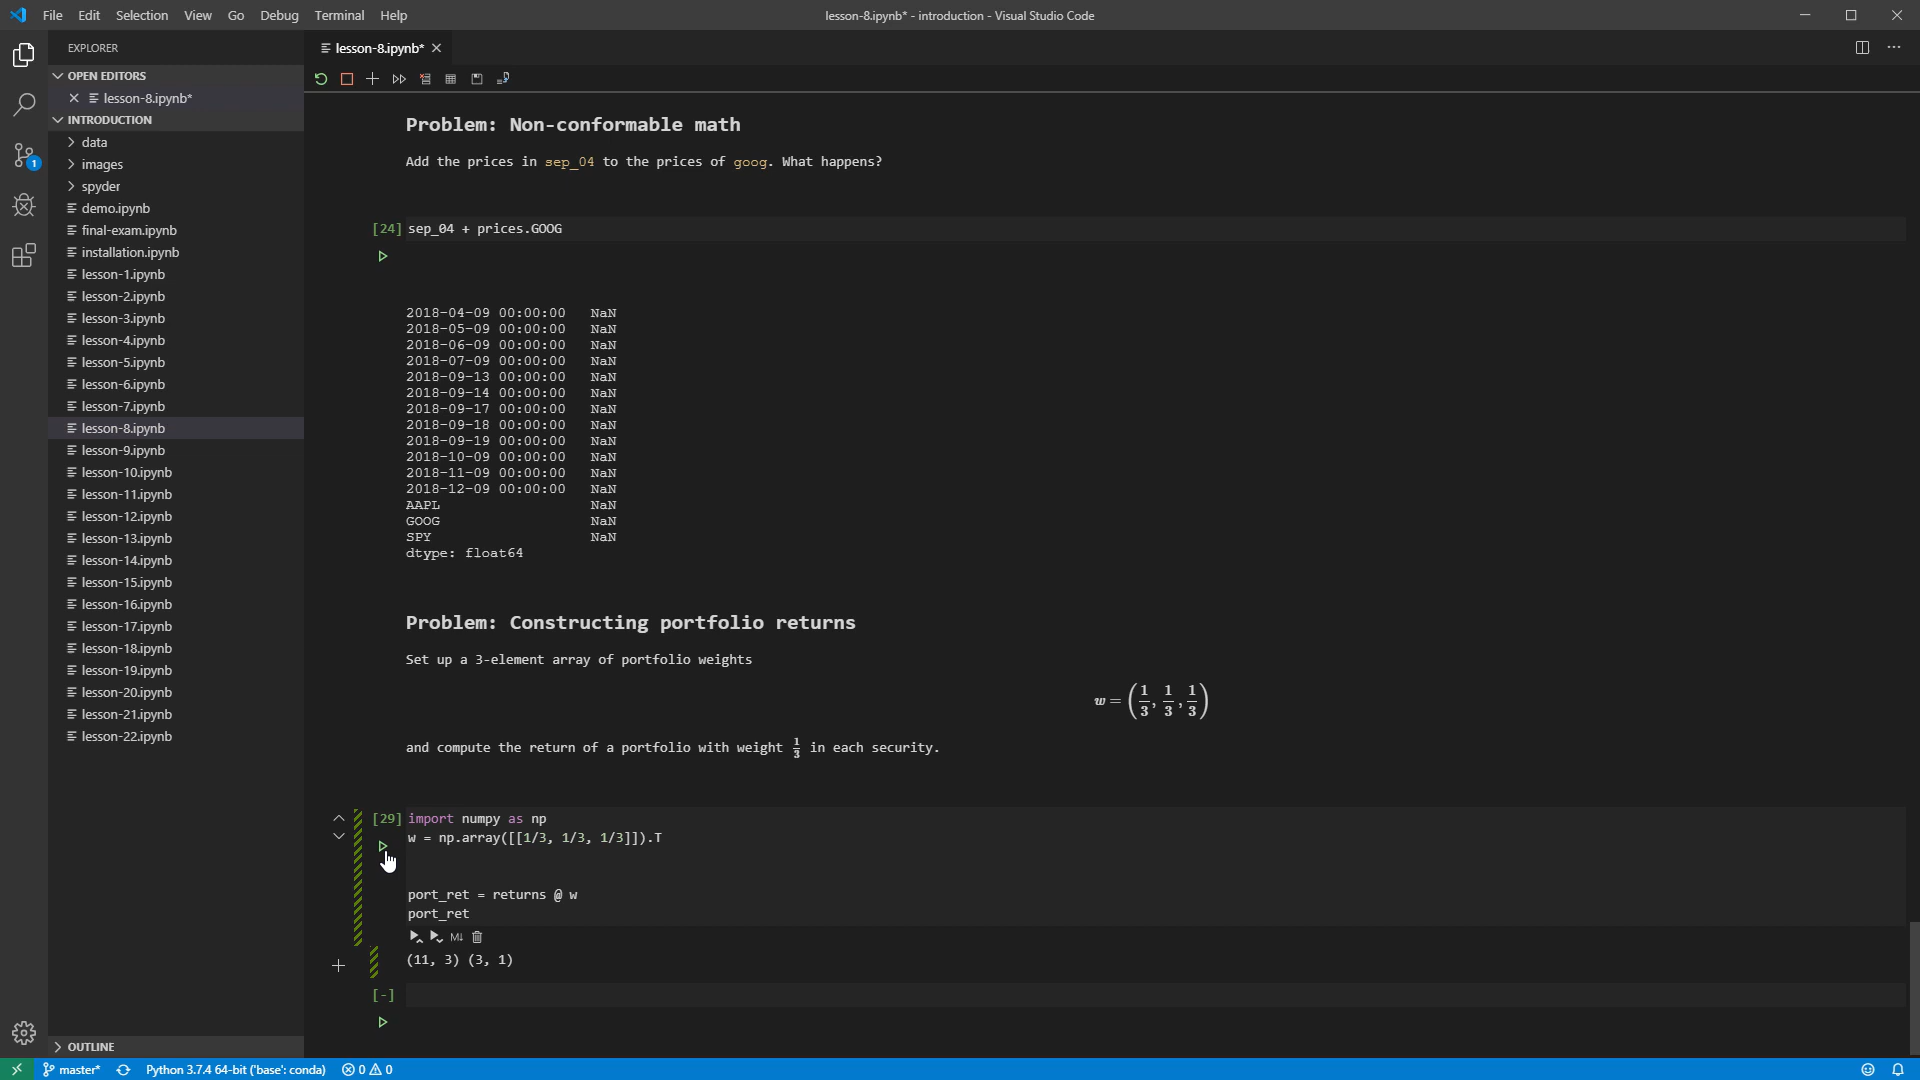 File Edit Selection View Go Debug Terminal Help
lesson-8.ipynb* - introduction - Visual Studio Code
EXPLORER
OPEN EDITORS
lesson-8.ipynb*
INTRODUCTION
data
images
spyder
demo.ipynb
final-exam.ipynb
installation.ipynb
lesson-1.ipynb
lesson-2.ipynb
lesson-3.ipynb
lesson-4.ipynb
lesson-5.ipynb
lesson-6.ipynb
lesson-7.ipynb
lesson-8.ipynb
lesson-9.ipynb
lesson-10.ipynb
lesson-11.ipynb
lesson-12.ipynb
lesson-13.ipynb
lesson-14.ipynb
lesson-15.ipynb
lesson-16.ipynb
lesson-17.ipynb
lesson-18.ipynb
lesson-19.ipynb
lesson-20.ipynb
lesson-21.ipynb
lesson-22.ipynb
OUTLINE
1
lesson-8.ipynb*
Problem: Non-conformable math
Add the prices in sep_04 to the prices of goog. What happens?
[24] sep_04 + prices.GOOG
2018-04-09 00:00:00 NaN
2018-05-09 00:00:00 NaN
2018-06-09 00:00:00 NaN
2018-07-09 00:00:00 NaN
2018-09-13 00:00:00 NaN
2018-09-14 00:00:00 NaN
2018-09-17 00:00:00 NaN
2018-09-18 00:00:00 NaN
2018-09-19 00:00:00 NaN
2018-10-09 00:00:00 NaN
2018-11-09 00:00:00 NaN
2018-12-09 00:00:00 NaN
AAPL NaN
GOOG NaN
SPY NaN
dtype: float64
Problem: Constructing portfolio returns
Set up a 3-element array of portfolio weights
w = (1/3, 1/3, 1/3)
and compute the return of a portfolio with weight 1/3 in each security.
[29] import numpy as np
w = np.array([[1/3, 1/3, 1/3]]).T
port_ret = returns @ w
port_ret
M↓
(11, 3) (3, 1)
[-]
master* Python 3.7.4 64-bit ('base': conda) 0 0